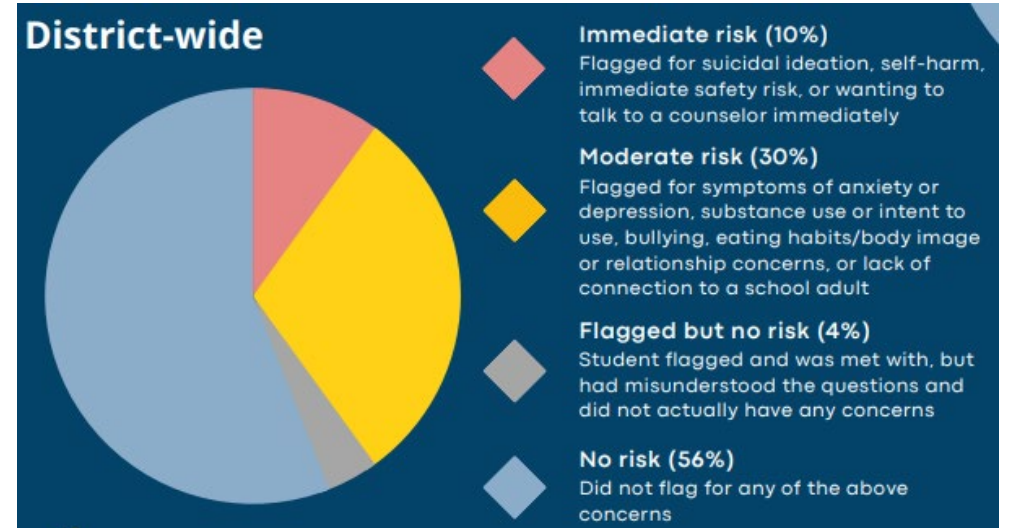 District-wide
Immediate risk (10%)
Flagged for suicidal ideation, self-harm,
immediate safety risk, or wanting to
talk to a counselor immediately
Moderate risk (30%)
Flagged for symptoms of anxiety or
depression, substance use or intent to
use, bullying, eating habits/body image
or relationship concerns, or lack of
connection to a school adult
Flagged but no risk (4%)
Student flagged and was met with, but
had misunderstood the questions and
did not actually have any concerns
No risk (56%)
Did not flag for any of the above
concerns